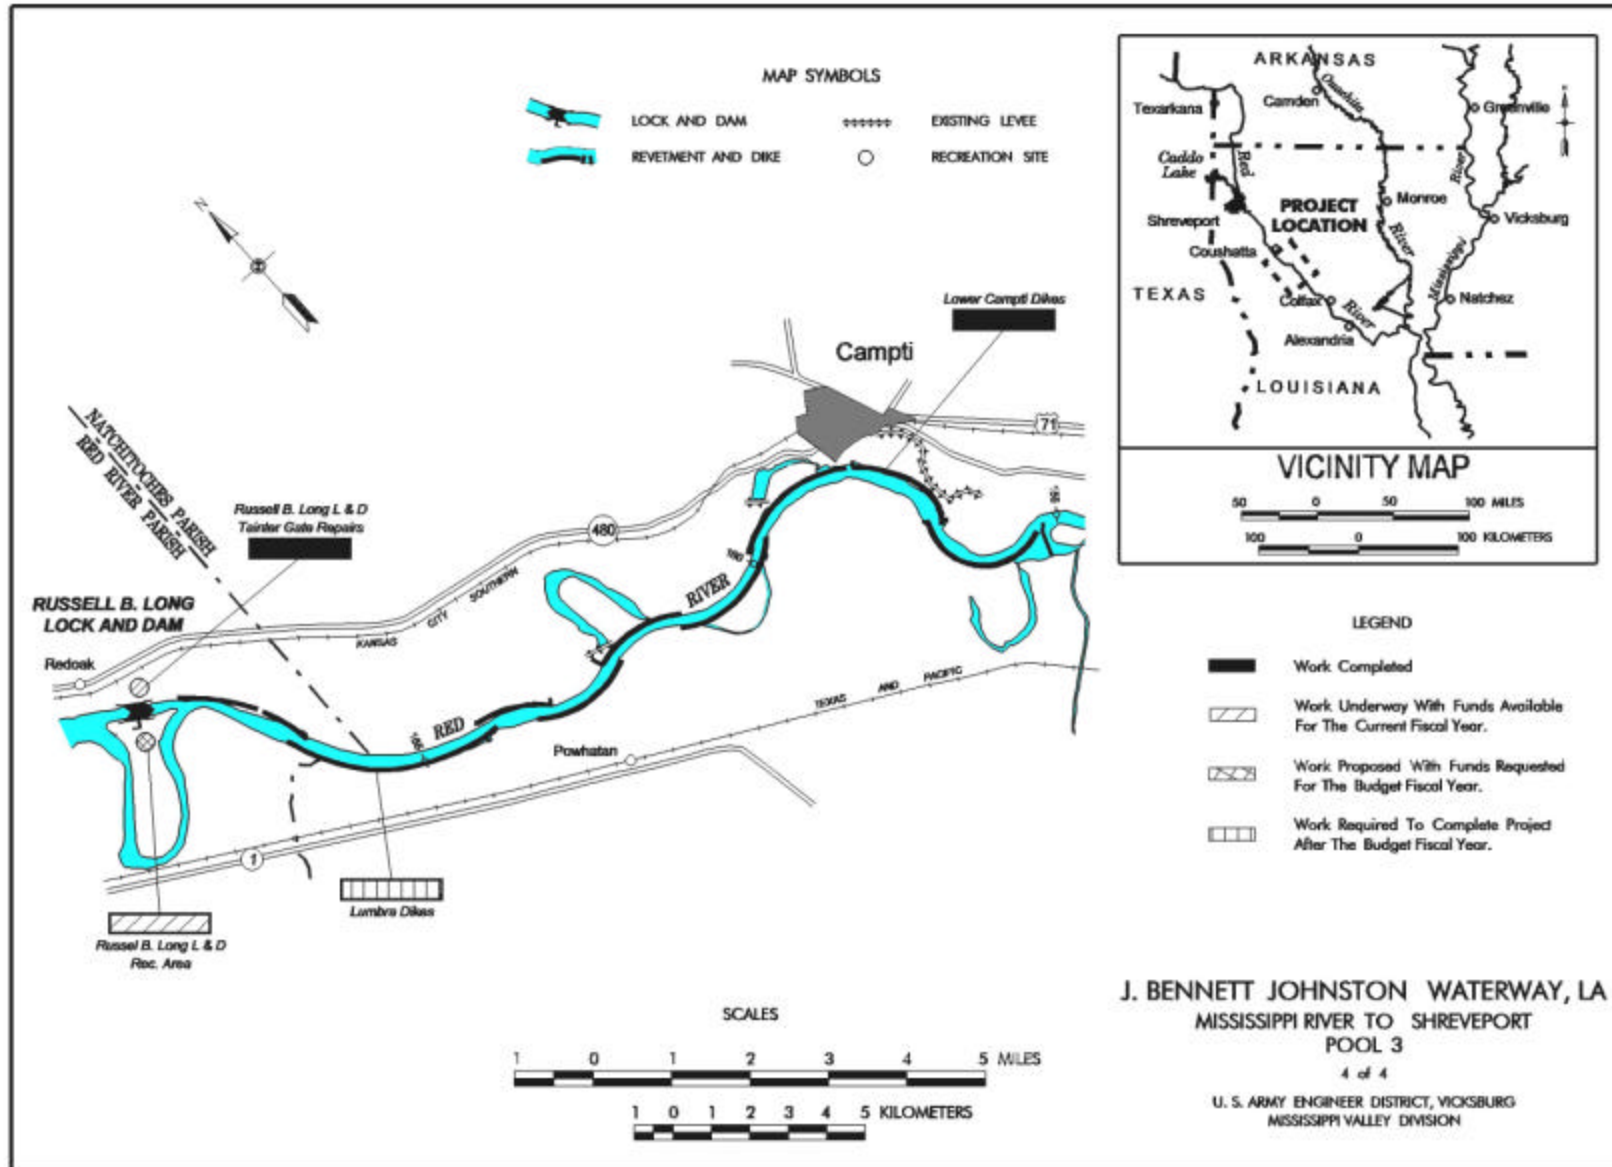 MAP SYMBOLS
LOCK AND DAM
EXISTING LEVEE
REVETMENT AND DIKE
RECREATION SITE
N
Lower Campti Dikes
Campti
71
NATCHITOCHES PARISH
RED RIVER PARISH
Russell B. Long L & D
Tainter Gate Repairs
480
RUSSELL B. LONG
LOCK AND DAM
KANSAS CITY SOUTHERN
Redoak
RED RIVER
TEXAS AND PACIFIC
Powhatan
1
Lumbra Dikes
Russel B. Long L & D
Rec. Area
SCALES
1 0 1 2 3 4 5 MILES
1 0 1 2 3 4 5 KILOMETERS
ARKANSAS
Texarkana
Camden
Ouachita
Greenville
Caddo
Lake
Red
River
PROJECT
LOCATION
Monroe
Shreveport
Vicksburg
River
Coushatta
Mississippi
TEXAS
Colfax
River
Natchez
Alexandria
LOUISIANA
VICINITY MAP
50 0 50 100 MILES
100 0 100 KILOMETERS
LEGEND
Work Completed
Work Underway With Funds Available
For The Current Fiscal Year.
Work Proposed With Funds Requested
For The Budget Fiscal Year.
Work Required To Complete Project
After The Budget Fiscal Year.
J. BENNETT JOHNSTON WATERWAY, LA
MISSISSIPPI RIVER TO SHREVEPORT
POOL 3
4 of 4
U. S. ARMY ENGINEER DISTRICT, VICKSBURG
MISSISSIPPI VALLEY DIVISION